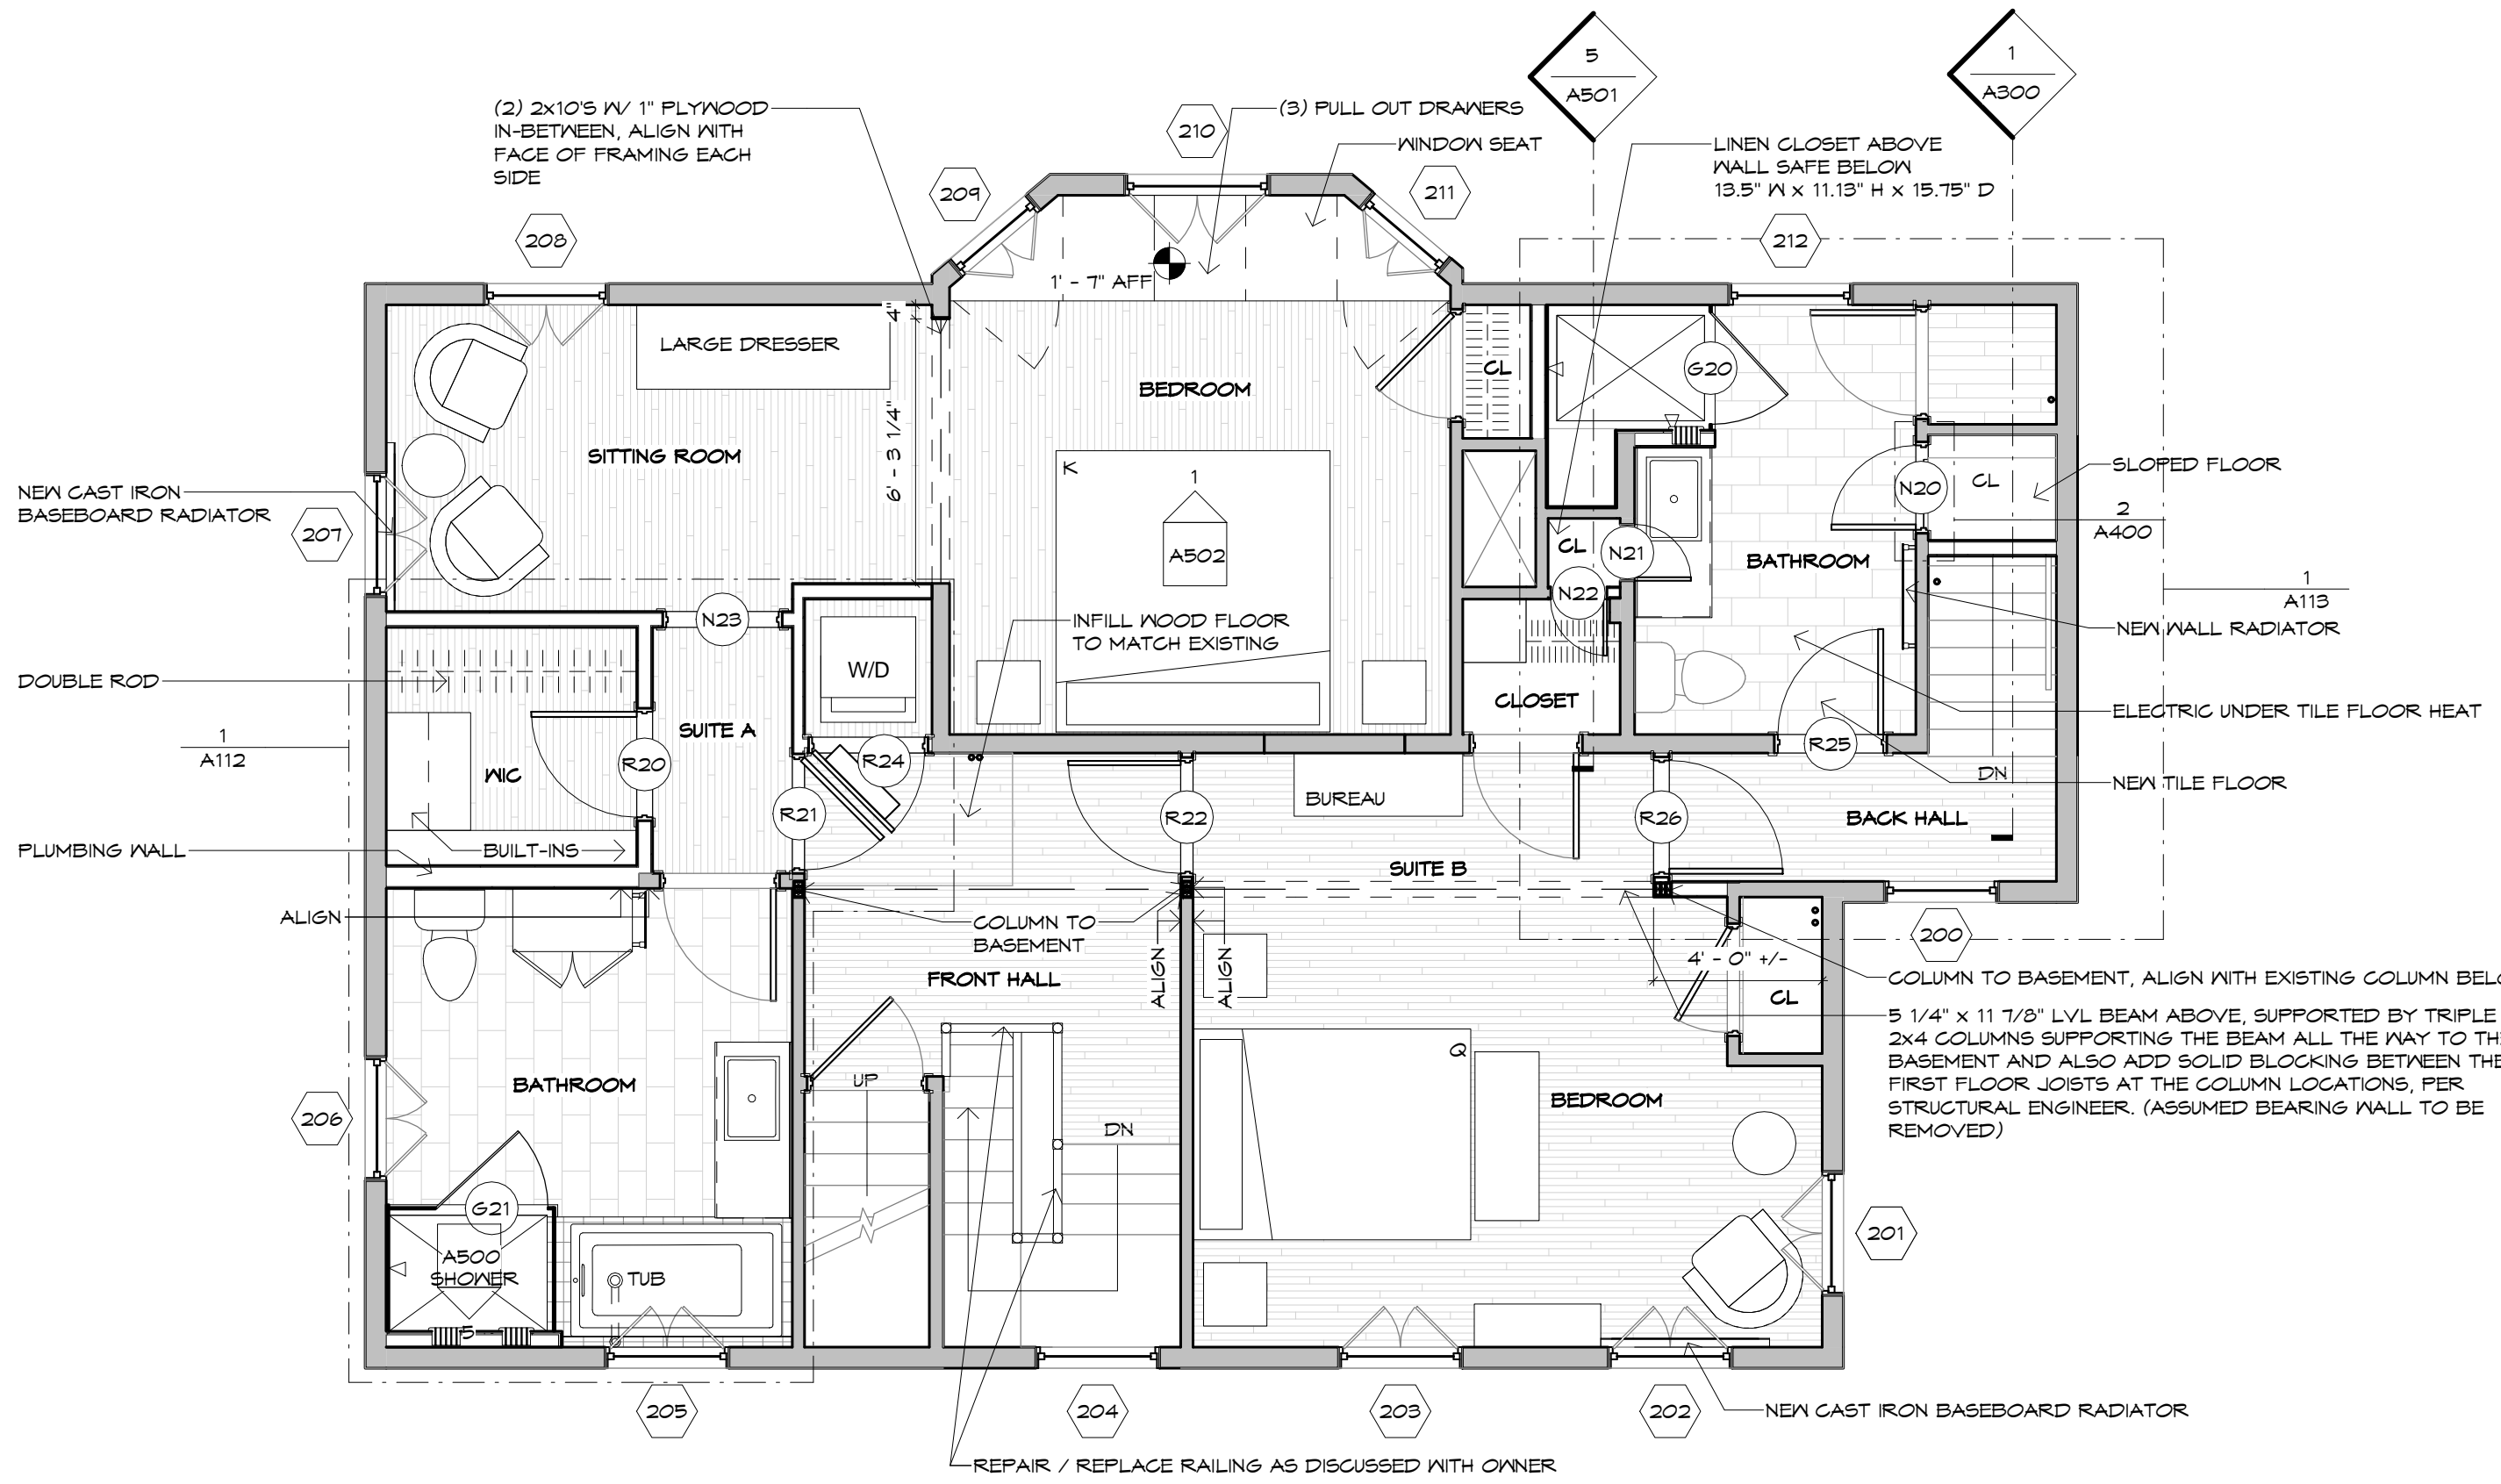 5
A501
1
A300
(2) 2x10'S W/ 1" PLYWOOD
IN-BETWEEN, ALIGN WITH
FACE OF FRAMING EACH
SIDE
210
(3) PULL OUT DRAWERS
WINDOW SEAT
LINEN CLOSET ABOVE
WALL SAFE BELOW
13.5" W x 11.13" H x 15.75" D
209
211
208
212
1' - 7" AFF
4"
LARGE DRESSER
6' - 3 1/4"
BEDROOM
CL
G20
SITTING ROOM
K
1
A502
NEW CAST IRON
BASEBOARD RADIATOR
207
SLOPED FLOOR
CL
N20
2
A400
CL
N21
N22
BATHROOM
1
A113
N23
INFILL WOOD FLOOR
TO MATCH EXISTING
NEW WALL RADIATOR
DOUBLE ROD
W/D
SUITE A
CLOSET
ELECTRIC UNDER TILE FLOOR HEAT
1
A112
WIC
R20
R24
R25
DN
NEW TILE FLOOR
BUREAU
R21
R22
R26
BACK HALL
PLUMBING WALL
BUILT-INS
SUITE B
ALIGN
COLUMN TO
BASEMENT
ALIGN
ALIGN
200
4' - 0" +/-
FRONT HALL
CL
COLUMN TO BASEMENT, ALIGN WITH EXISTING COLUMN BELO
5 1/4" x 11 7/8" LVL BEAM ABOVE, SUPPORTED BY TRIPLE
2x4 COLUMNS SUPPORTING THE BEAM ALL THE WAY TO TH
BASEMENT AND ALSO ADD SOLID BLOCKING BETWEEN THE
FIRST FLOOR JOISTS AT THE COLUMN LOCATIONS, PER
STRUCTURAL ENGINEER. (ASSUMED BEARING WALL TO BE
REMOVED)
Q
UP
BATHROOM
BEDROOM
206
DN
G21
201
A500
SHOWER
5
TUB
205
204
203
202
NEW CAST IRON BASEBOARD RADIATOR
REPAIR / REPLACE RAILING AS DISCUSSED WITH OWNER